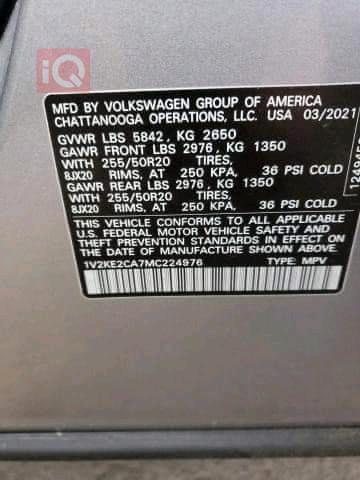 iQ
MFD BY VOLKSWAGEN GROUP OF AMERICA
CHATTANOOGA OPERATIONS, LLC. USA 03/2021
GVWR LBS 5842, KG 2650
GAWR FRONT LBS 2976, KG 1350
WITH 255/50R20 TIRES,
8JX20 RIMS, AT 250 KPA, 36 PSI COLD
GAWR REAR LBS 2976, KG 1350
WITH 255/50R20 TIRES,
8JX20 RIMS, AT 250 KPA, 36 PSI COLD
THIS VEHICLE CONFORMS TO ALL APPLICABLE
U.S. FEDERAL MOTOR VEHICLE SAFETY AND
THEFT PREVENTION STANDARDS IN EFFECT ON
THE DATE OF MANUFACTURE SHOWN ABOVE.
1V2KE2CA7MC224976 TYPE: MPV